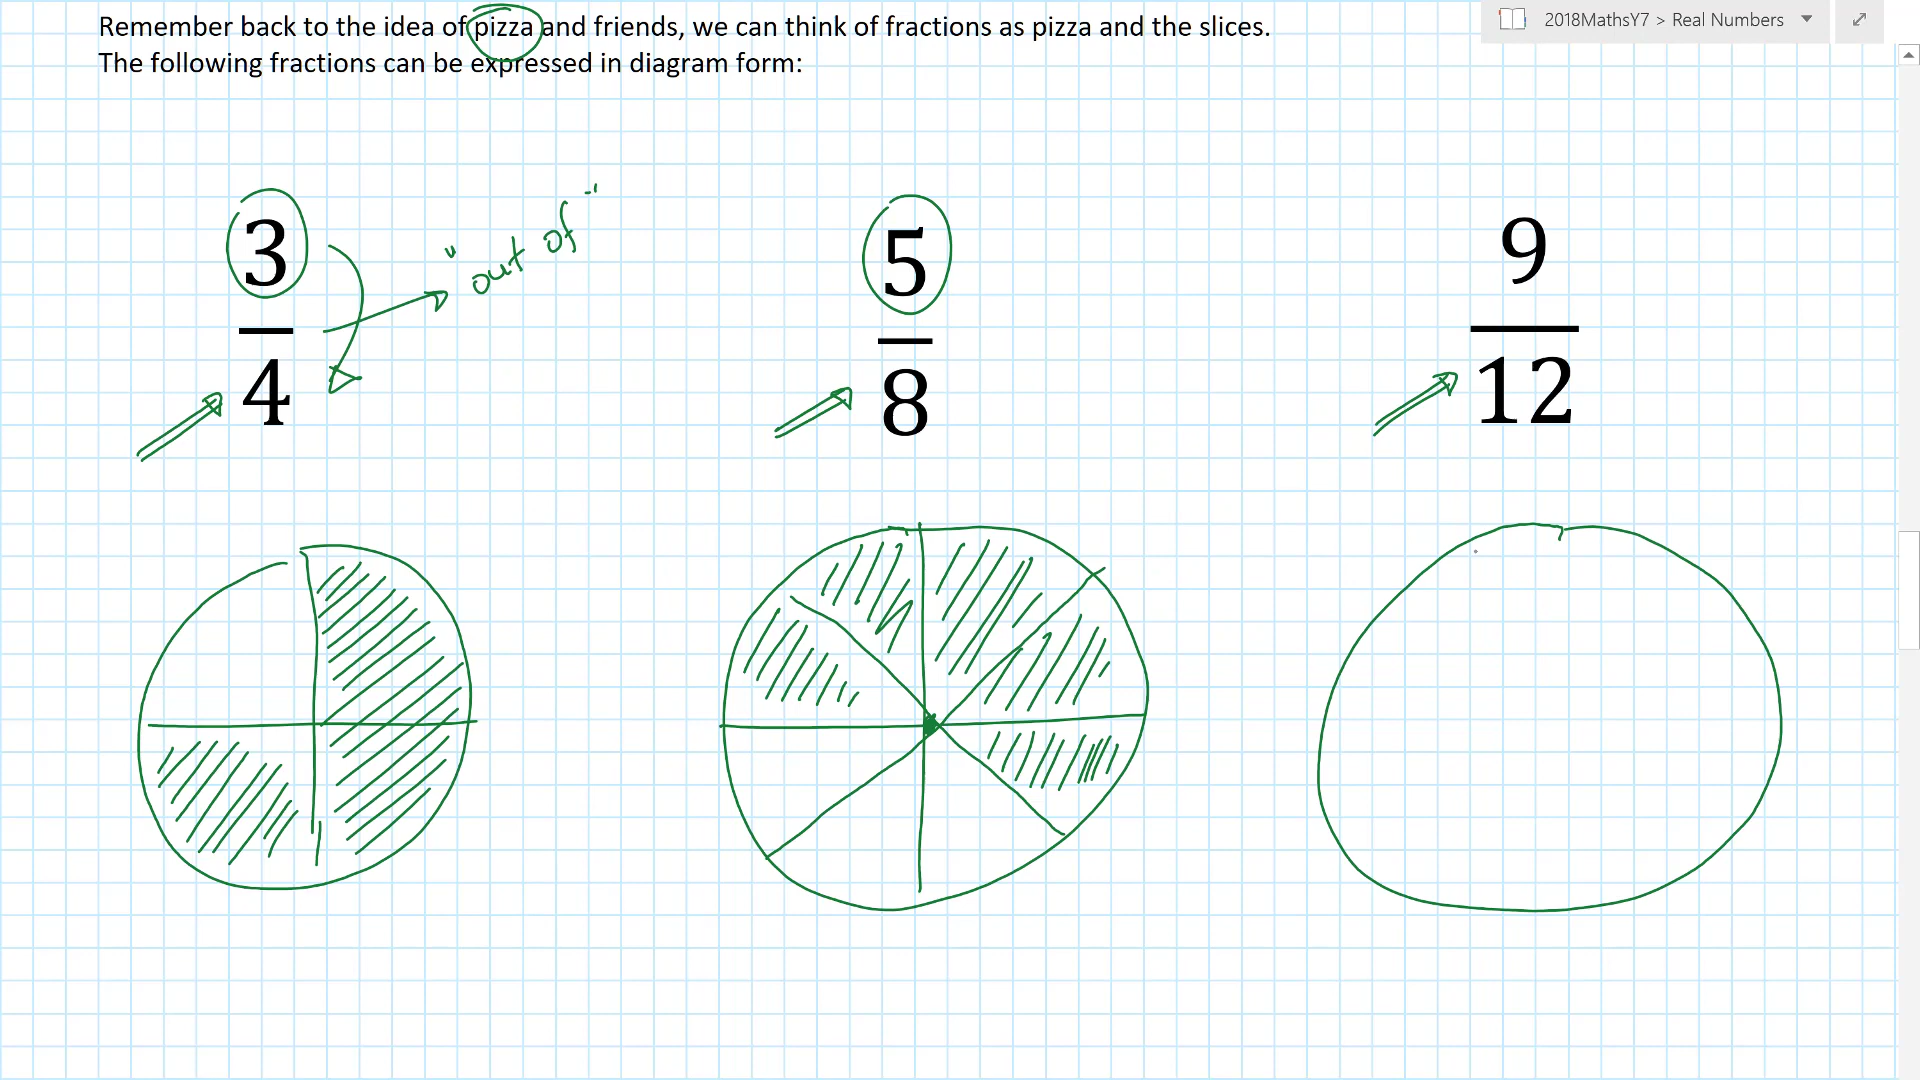 Remember back to the idea of pizza and friends, we can think of fractions as pizza and the slices.
The following fractions can be expressed in diagram form:
2018MathsY7 > Real Numbers
3
4
"out of"
5
8
9
12